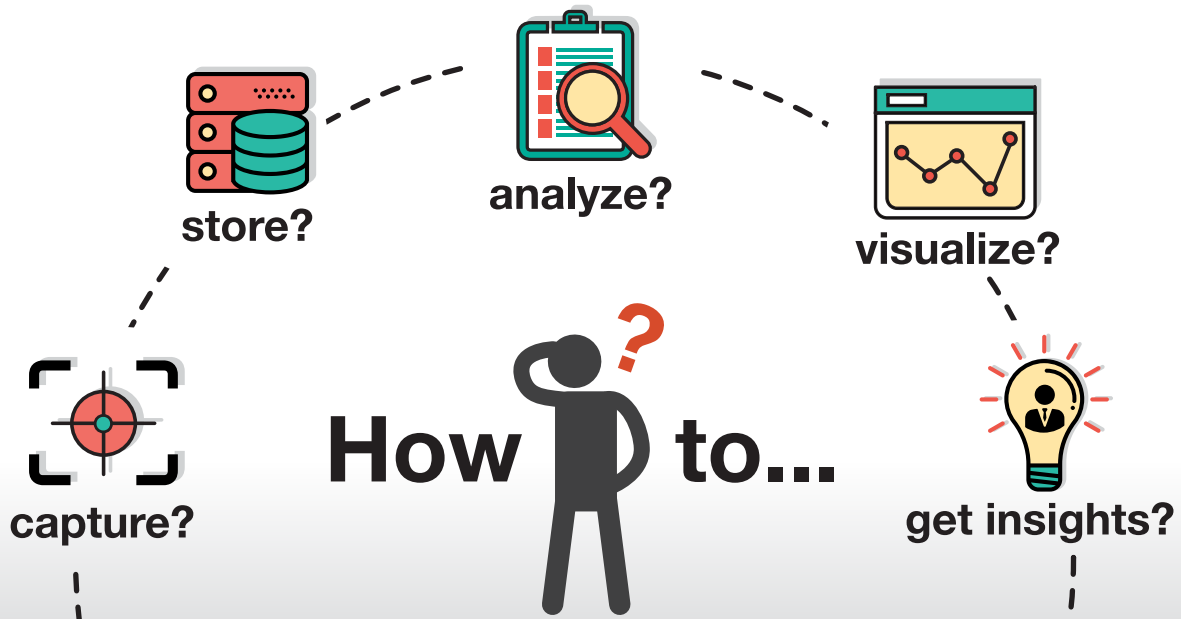 analyze?
store?
visualize?
?
How to...
capture?
get insights?